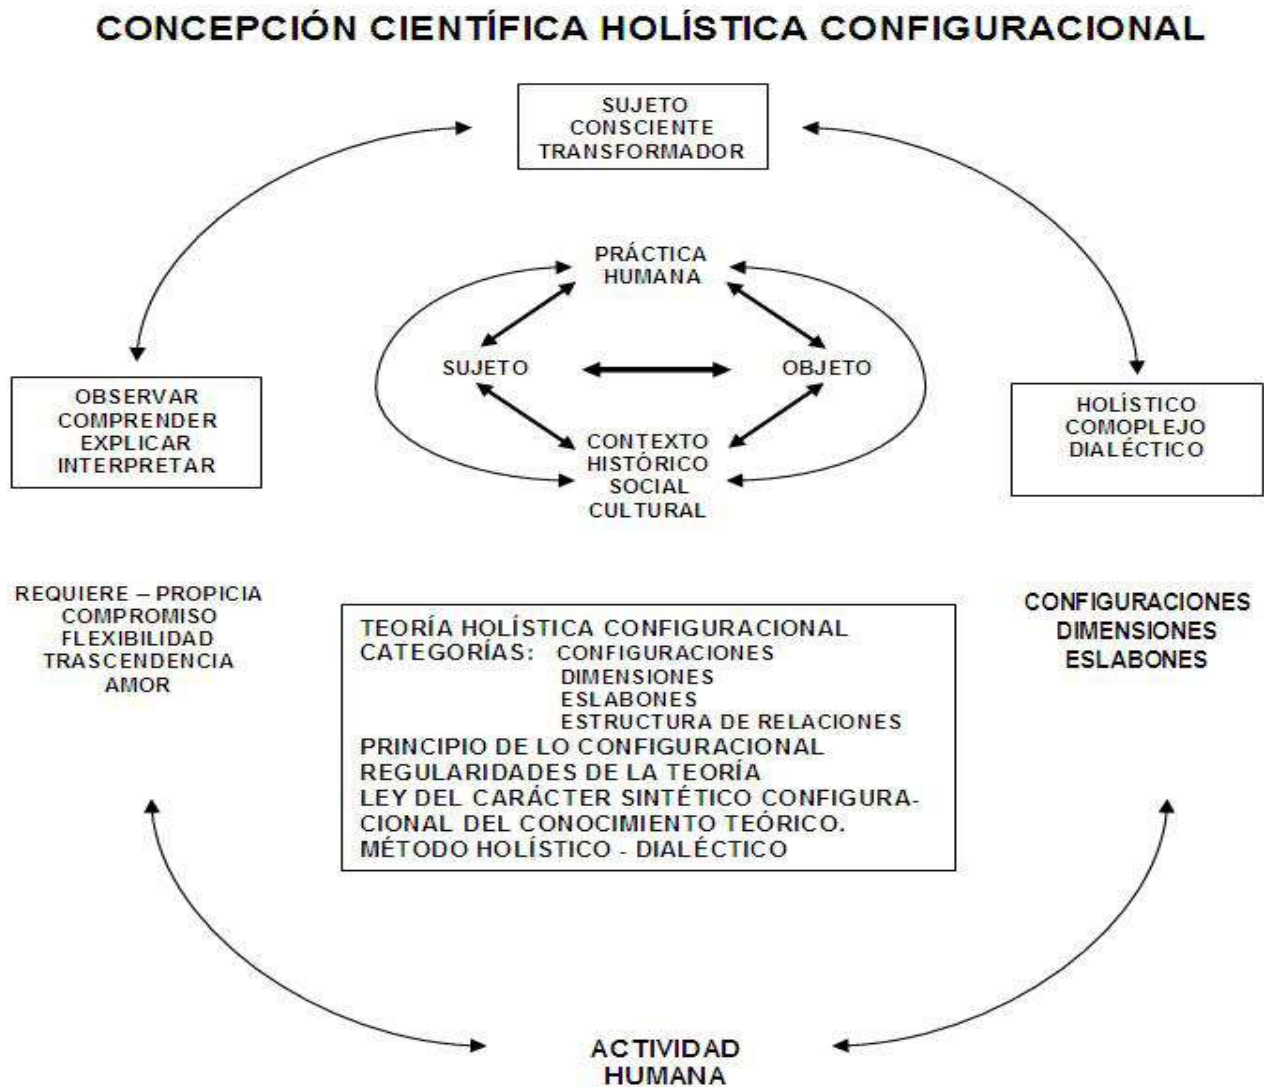 CONCEPCIÓN CIENTÍFICA HOLÍSTICA CONFIGURACIONAL
SUJETO
CONSCIENTE
TRANSFORMADOR
PRÁCTICA
HUMANA
SUJETO
OBJETO
CONTEXTO
HISTÓRICO
SOCIAL
CULTURAL
OBSERVAR
COMPRENDER
EXPLICAR
INTERPRETAR
HOLÍSTICO
COMOPLEJO
DIALÉCTICO
REQUIERE – PROPICIA
COMPROMISO
FLEXIBILIDAD
TRASCENDENCIA
AMOR
TEORÍA HOLÍSTICA CONFIGURACIONAL
CATEGORÍAS: CONFIGURACIONES
DIMENSIONES
ESLABONES
ESTRUCTURA DE RELACIONES
PRINCIPIO DE LO CONFIGURACIONAL
REGULARIDADES DE LA TEORÍA
LEY DEL CARÁCTER SINTÉTICO CONFIGURA-
CIONAL DEL CONOCIMIENTO TEÓRICO.
MÉTODO HOLÍSTICO - DIALÉCTICO
CONFIGURACIONES
DIMENSIONES
ESLABONES
ACTIVIDAD
HUMANA